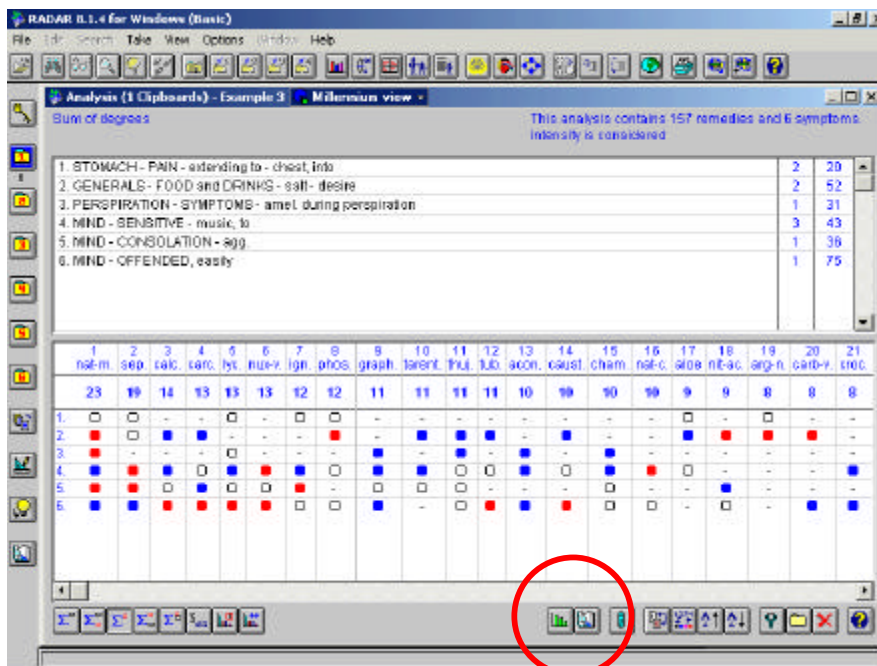 RADAR 8.1.4 for Windows (Basic)
File Edit Search Take View Options Window Help
Analysis (1 Clipboards) - Example 3 Millennium view
Sum of degrees
This analysis contains 157 remedies and 6 symptoms.
intensity is considered
1. STOMACH - PAIN - extending to - chest, into 2 20
2. GENERALS - FOOD and DRINKS - salt - desire 2 52
3. PERSPIRATION - SYMPTOMS - amel. during perspiration 1 31
4. MIND - SENSITIVE - music, to 3 43
5. MIND - CONSOLATION - agg. 1 36
6. MIND - OFFENDED, easily 1 75
1 2 3 4 5 6 7 8 9 10 11 12 13 14 15 16 17 18 19 20 21
nat-m. sep. calc. carc. lyc. nux-v. ign. phos. graph. tarent. thuj. tub. acon. caust. cham. nat-c. aloe nit-ac. arg-n. carb-v. croc.
23 19 14 13 13 13 12 12 11 11 11 11 10 10 10 10 9 9 8 8 8
1.
2.
3.
4.
5.
6.